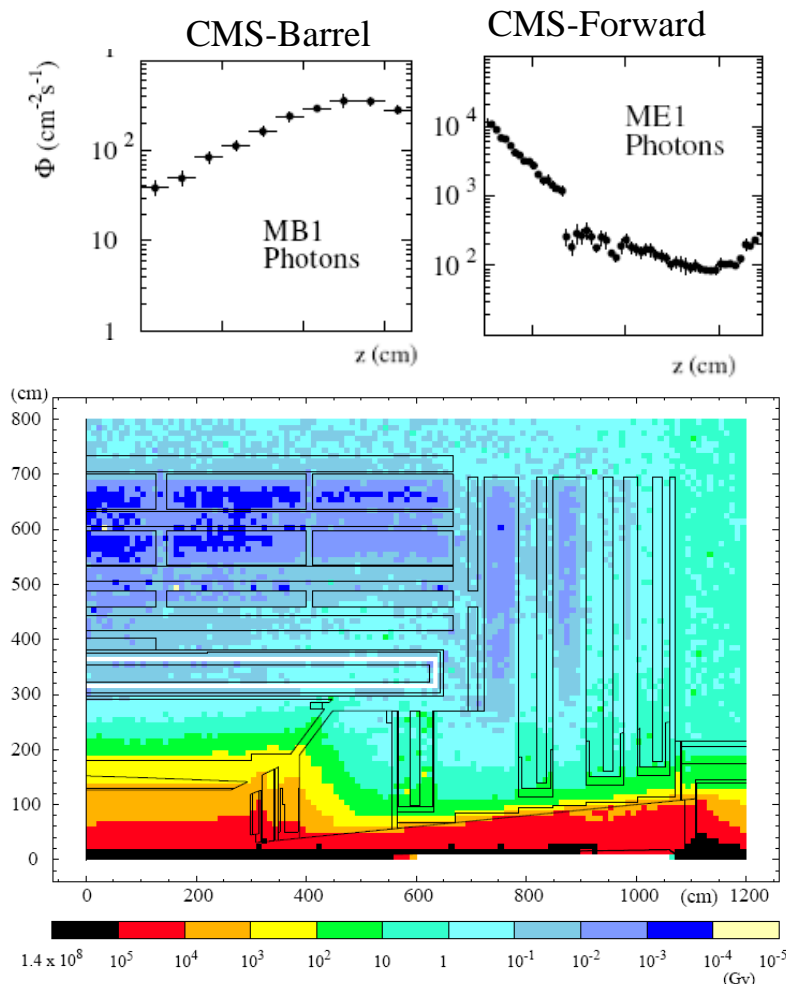 CMS-Barrel
CMS-Forward
Φ (cm⁻²s⁻¹)
10²
10
1
MB1
Photons
z (cm)
10⁴
10³
10²
ME1
Photons
z (cm)
(cm)
800
700
600
500
400
300
200
100
0
0 200 400 600 800 1000 (cm) 1200
1.4 x 10⁸ 10⁵ 10⁴ 10³ 10² 10 1 10⁻¹ 10⁻² 10⁻³ 10⁻⁴ 10⁻⁵
(Gy)